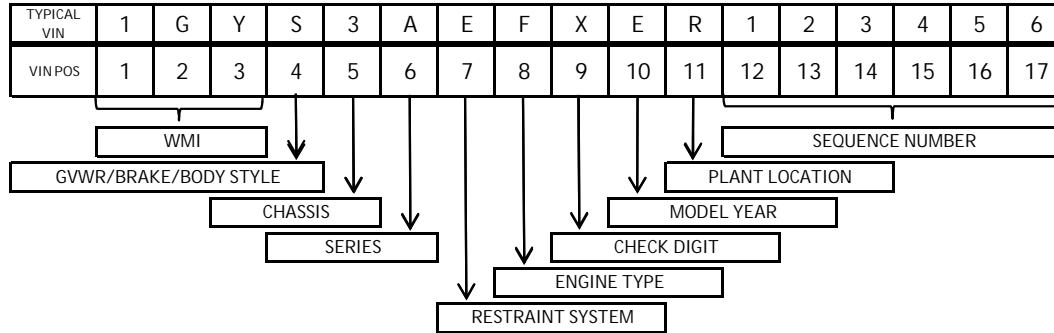 TYPICAL VIN 1 G Y S 3 A E F X E R 1 2 3 4 5 6
VIN POS 1 2 3 4 5 6 7 8 9 10 11 12 13 14 15 16 17
WMI SEQUENCE NUMBER
GVWR/BRAKE/BODY STYLE PLANT LOCATION
CHASSIS MODEL YEAR
SERIES CHECK DIGIT
ENGINE TYPE
RESTRAINT SYSTEM